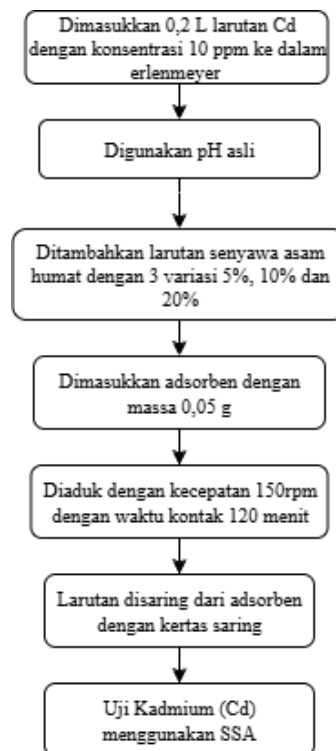 Dimasukkan 0,2 L larutan Cd
dengan konsentrasi 10 ppm ke dalam
erlenmeyer
Digunakan pH asli
Ditambahkan larutan senyawa asam
humat dengan 3 variasi 5%, 10% dan
20%
Dimasukkan adsorben dengan
massa 0,05 g
Diaduk dengan kecepatan 150rpm
dengan waktu kontak 120 menit
Larutan disaring dari adsorben
dengan kertas saring
Uji Kadmium (Cd)
menggunakan SSA